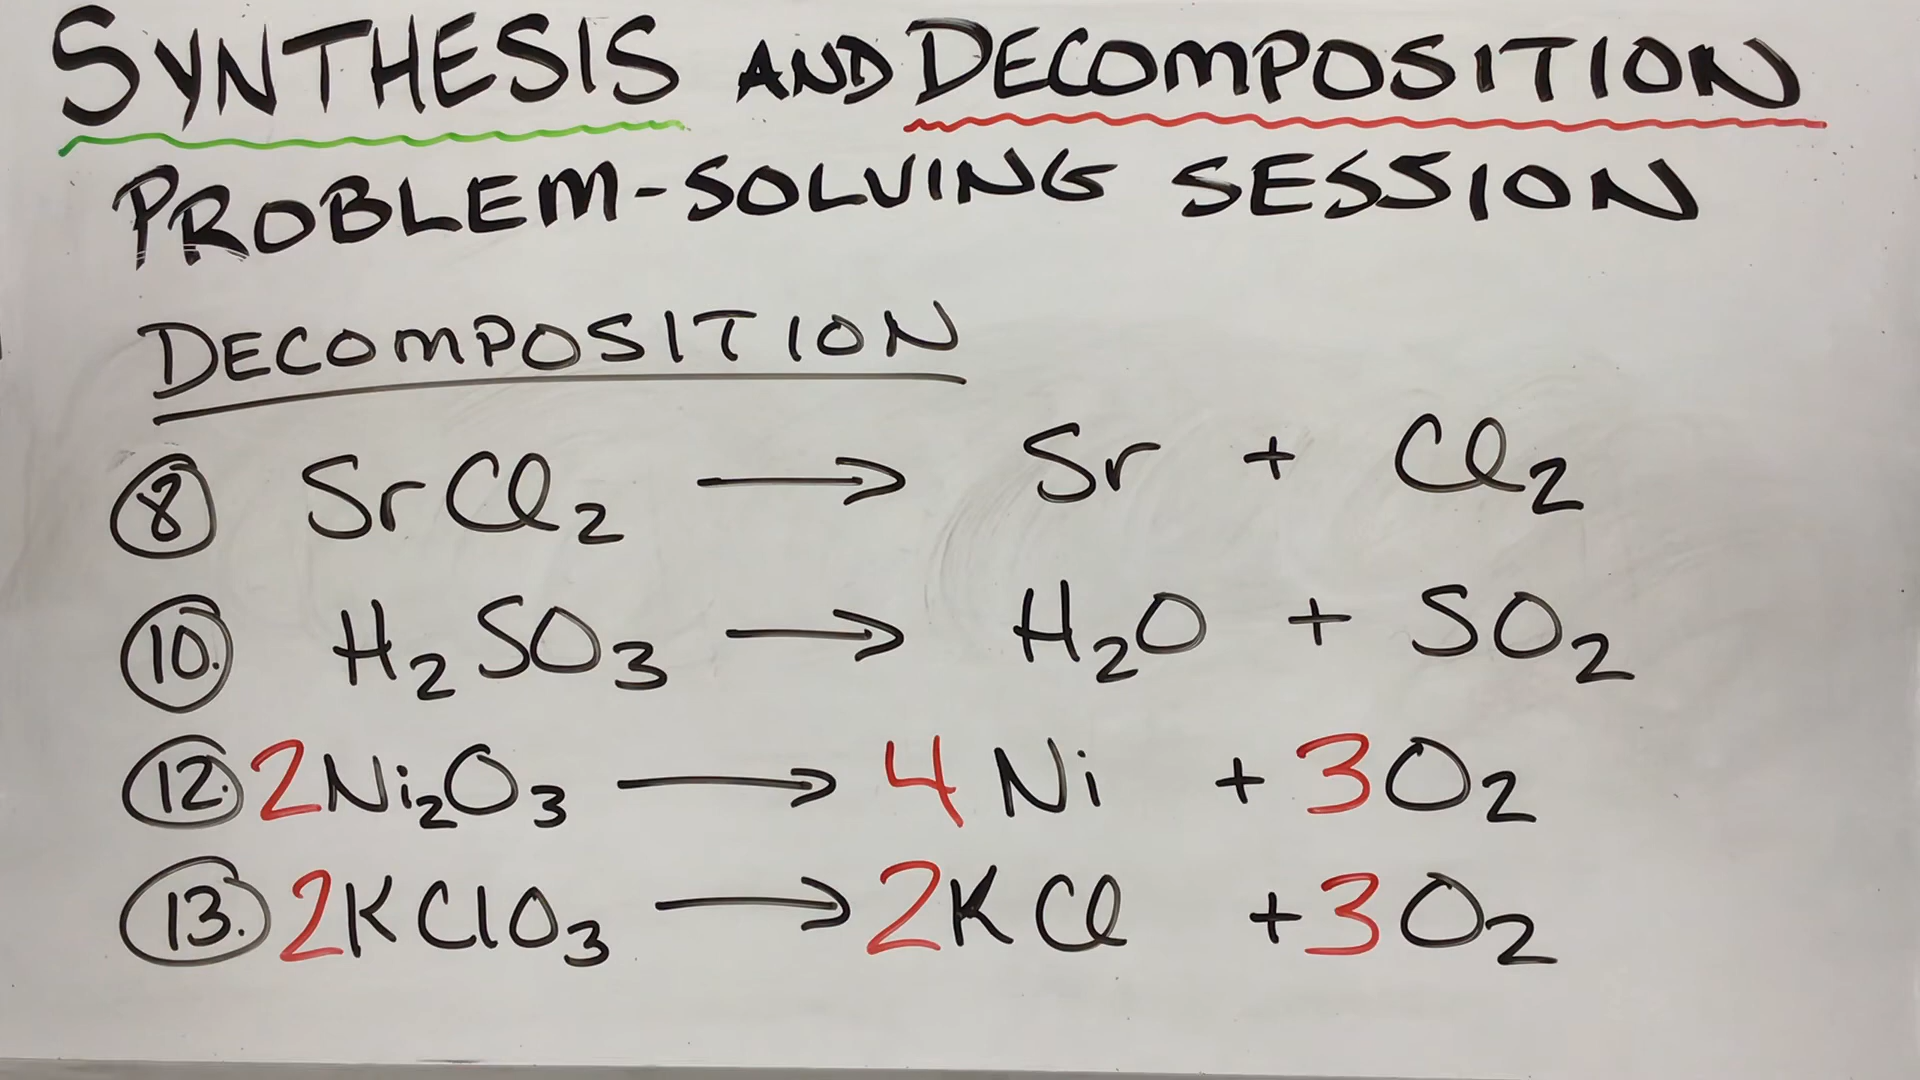 SYNTHESIS AND DECOMPOSITION
PROBLEM-SOLVING SESSION
DECOMPOSITION
8 SrCl₂ → Sr + Cl₂
10. H₂SO₃ → H₂O + SO₂
12. 2Ni₂O₃ → 4Ni + 3O₂
13. 2KClO₃ → 2KCl + 3O₂